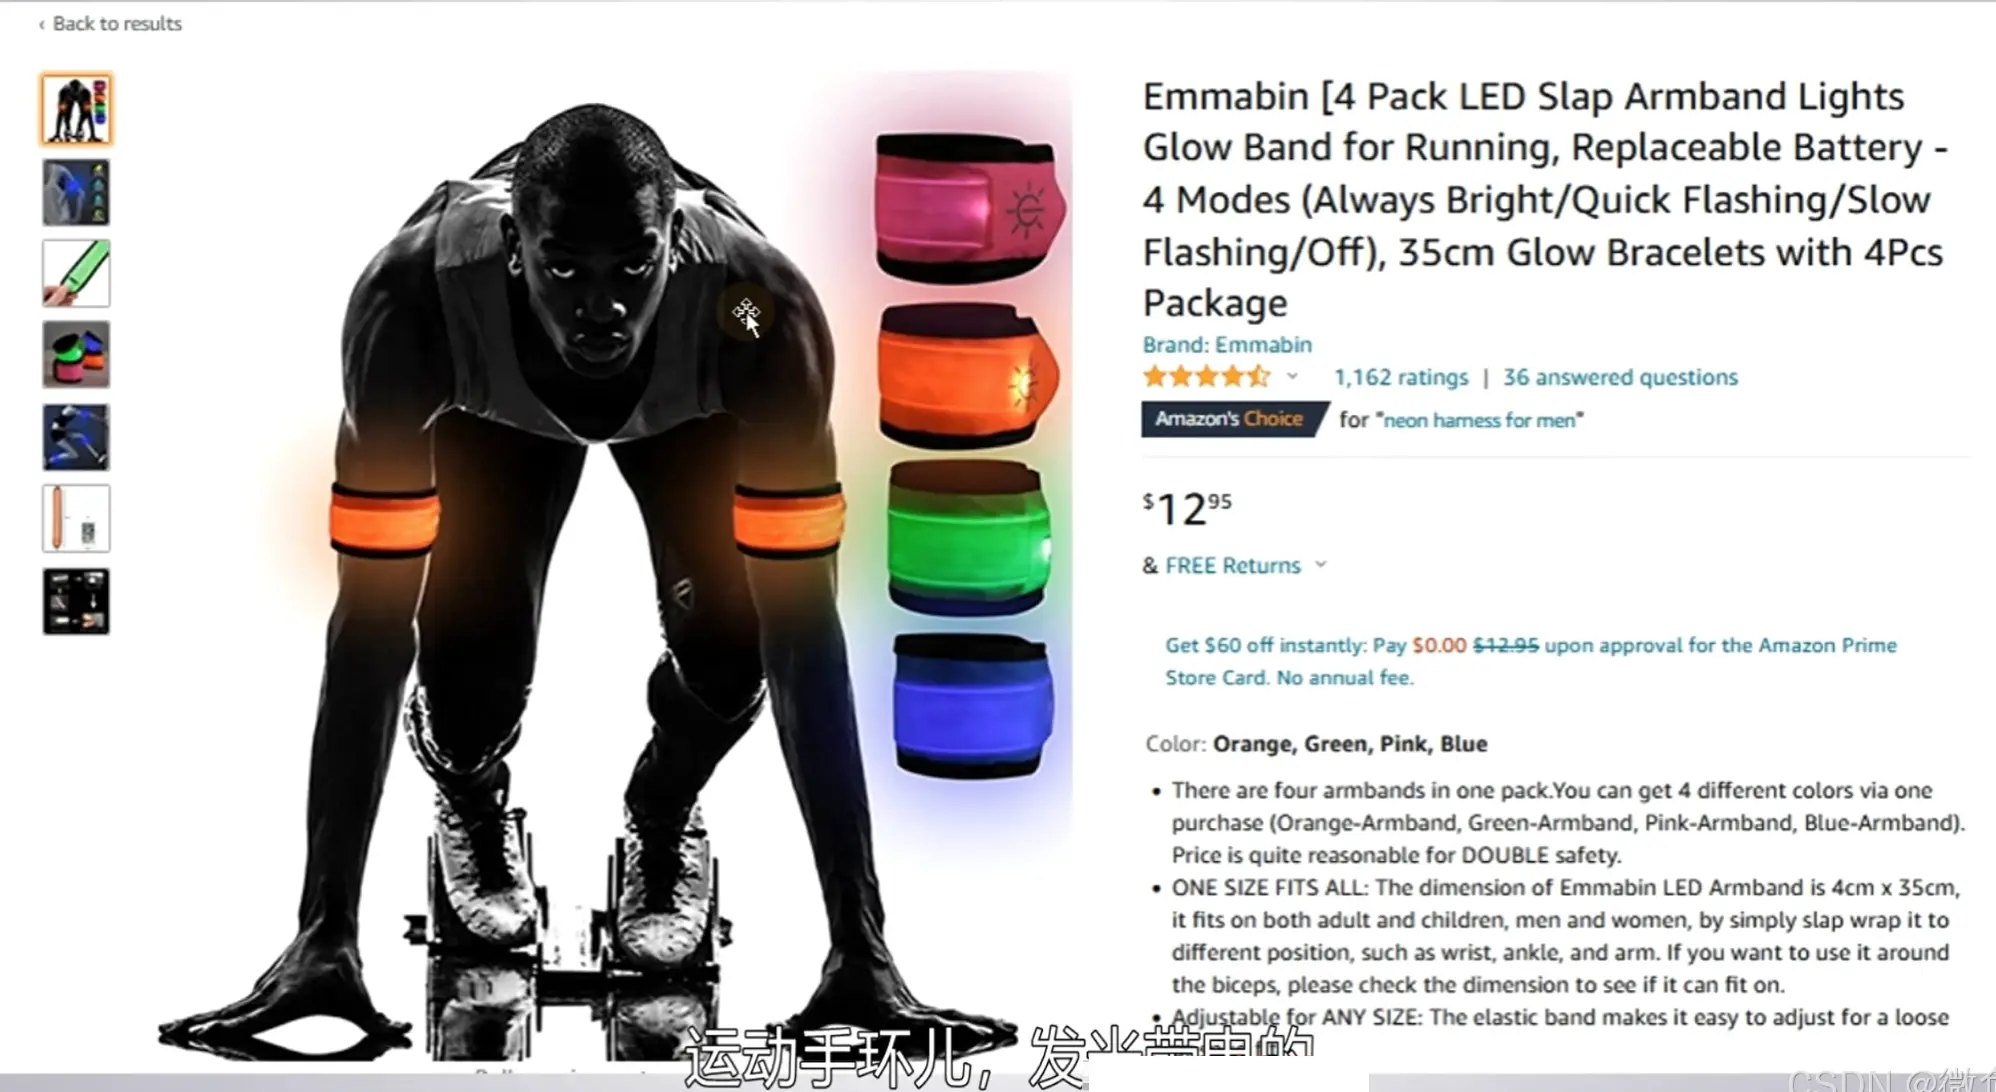 ‹ Back to results
Emmabin [4 Pack LED Slap Armband Lights
Glow Band for Running, Replaceable Battery -
4 Modes (Always Bright/Quick Flashing/Slow
Flashing/Off), 35cm Glow Bracelets with 4Pcs
Package
Brand: Emmabin
1,162 ratings | 36 answered questions
Amazon's Choice for "neon harness for men"
$12.95
& FREE Returns
Get $60 off instantly: Pay $0.00 $12.95 upon approval for the Amazon Prime
Store Card. No annual fee.
Color: Orange, Green, Pink, Blue
• There are four armbands in one pack.You can get 4 different colors via one
purchase (Orange-Armband, Green-Armband, Pink-Armband, Blue-Armband).
Price is quite reasonable for DOUBLE safety.
• ONE SIZE FITS ALL: The dimension of Emmabin LED Armband is 4cm x 35cm,
it fits on both adult and children, men and women, by simply slap wrap it to
different position, such as wrist, ankle, and arm. If you want to use it around
the biceps, please check the dimension to see if it can fit on.
• Adjustable for ANY SIZE: The elastic band makes it easy to adjust for a loose
运动手环儿，发光带电的
CSDN @微